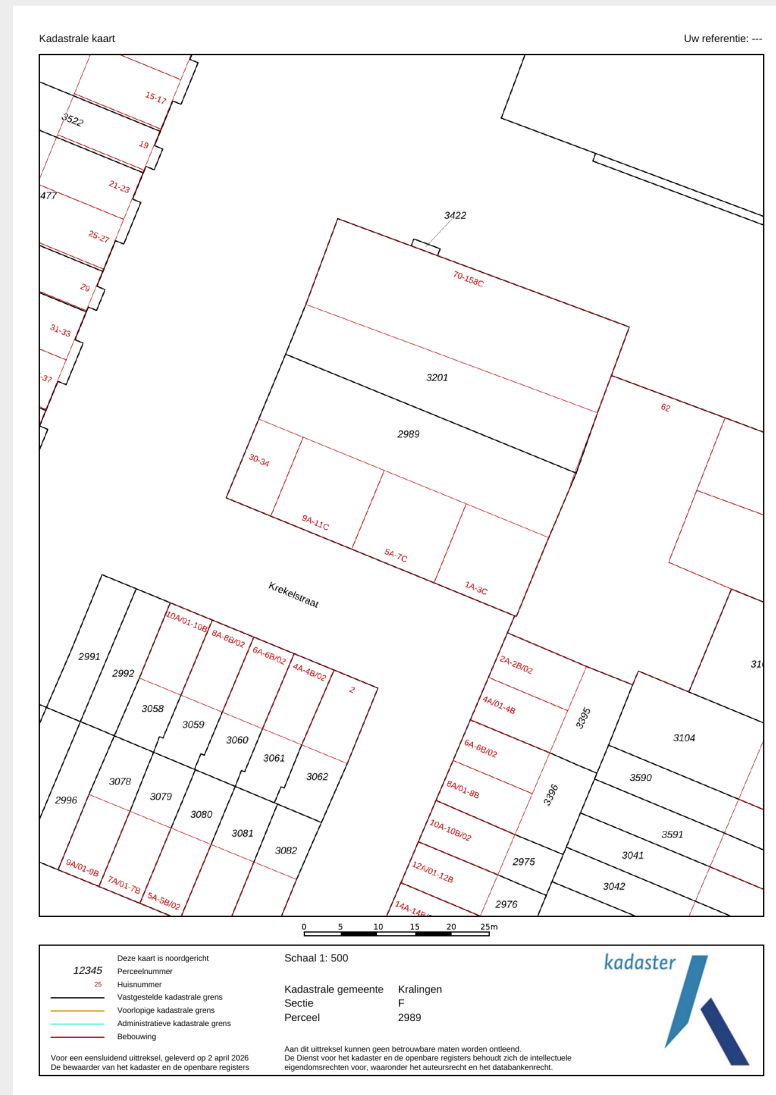 Kadastrale kaart
Uw referentie: ---
15-17
3522
19
21-23
477
25-27
29
31-33
-37
3422
70-158C
3201
62
2989
30-34
9A-11C
5A-7C
1A-3C
Krekelstraat
10A/01-10B
8A-8B/02
6A-6B/02
4A-4B/02
2
2991
2992
3058
3059
3060
3061
3062
2996
3078
3079
3080
3081
3082
9A/01-9B
7A/01-7B
5A-5B/02
2A-2B/02
4A/01-4B
6A-6B/02
8A/01-8B
10A-10B/02
12A/01-12B
3395
3396
2975
2976
3104
3590
3591
3041
3042
0 5 10 15 20 25m
Deze kaart is noordgericht
12345 Perceelnummer
25 Huisnummer
Vastgestelde kadastrale grens
Voorlopige kadastrale grens
Administratieve kadastrale grens
Bebouwing
Voor een eensluidend uittreksel, geleverd op 2 april 2026
De bewaarder van het kadaster en de openbare registers
Schaal 1: 500
Kadastrale gemeente Kralingen
Sectie F
Perceel 2989
Aan dit uittreksel kunnen geen betrouwbare maten worden ontleend.
De Dienst voor het kadaster en de openbare registers behoudt zich de intellectuele
eigendomsrechten voor, waaronder het auteursrecht en het databankenrecht.
kadaster